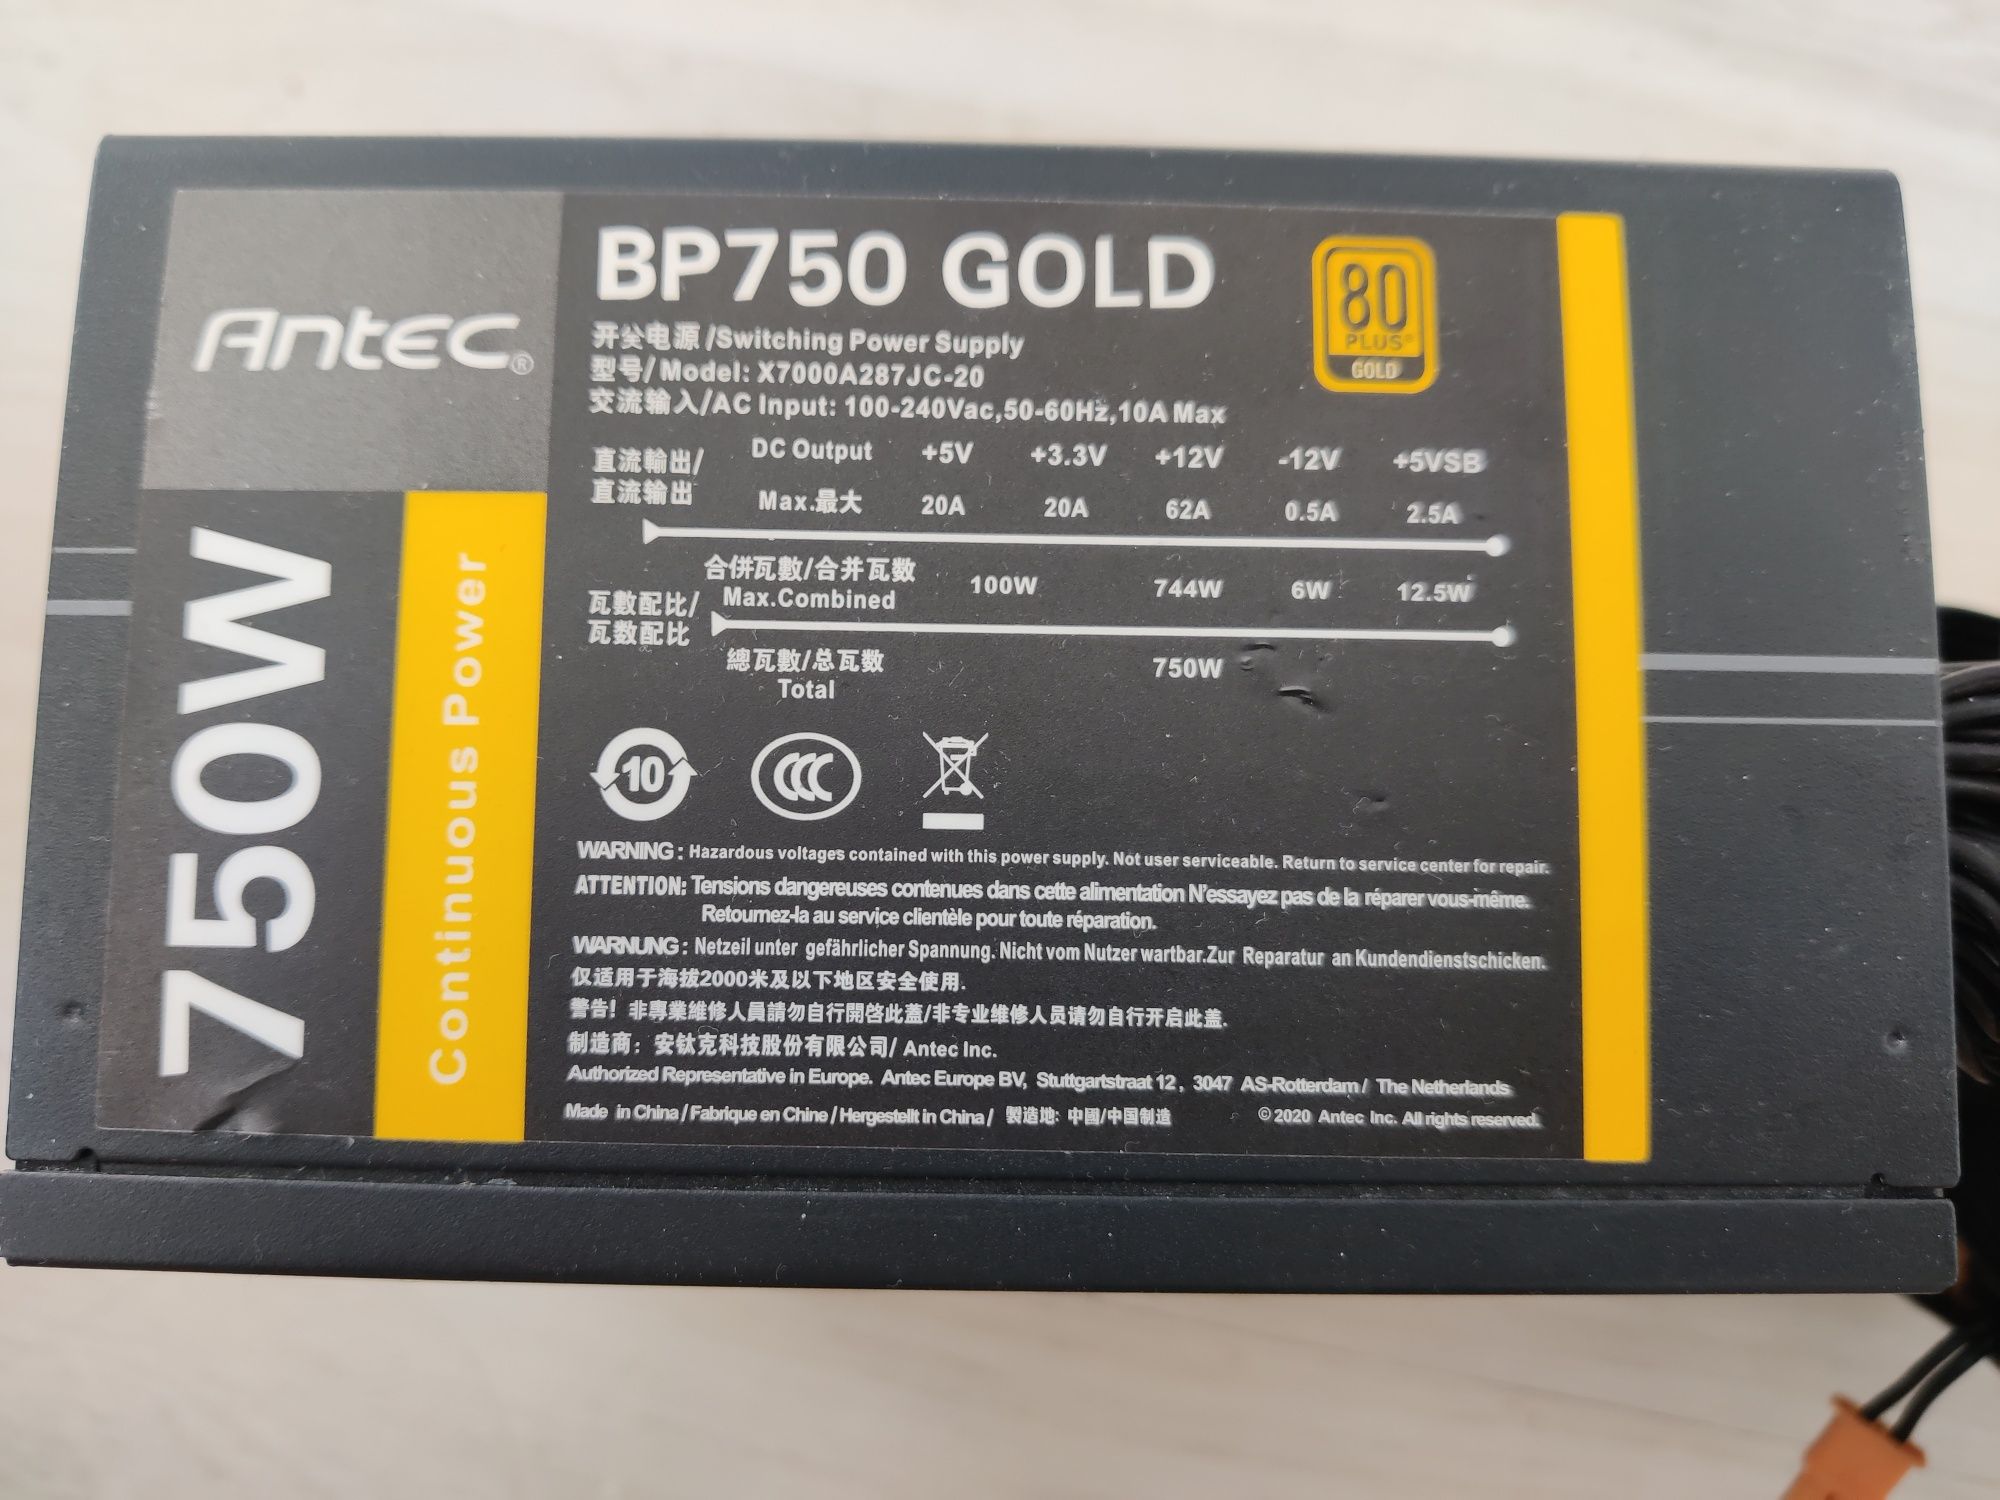 Antec®
750W
Continuous Power
BP750 GOLD
80
PLUS®
GOLD
开关电源 /Switching Power Supply
型号/ Model: X7000A287JC-20
交流输入/AC Input: 100-240Vac,50-60Hz,10A Max
直流輸出/
直流输出
DC Output +5V +3.3V +12V -12V +5VSB
Max.最大 20A 20A 62A 0.5A 2.5A
瓦數配比/
瓦数配比
合併瓦數/合并瓦数
Max.Combined 100W 744W 6W 12.5W
總瓦數/总瓦数
Total 750W
10
CCC
WARNING : Hazardous voltages contained with this power supply. Not user serviceable. Return to service center for repair.
ATTENTION: Tensions dangereuses contenues dans cette alimentation N'essayez pas de la réparer vous-même.
Retournez-la au service clientèle pour toute réparation.
WARNUNG : Netzeil unter gefährlicher Spannung. Nicht vom Nutzer wartbar.Zur Reparatur an Kundendienstschicken.
仅适用于海拔2000米及以下地区安全使用.
警告！非專業維修人員請勿自行開啓此蓋/非专业维修人员请勿自行开启此盖.
制造商：安钛克科技股份有限公司/ Antec Inc.
Authorized Representative in Europe. Antec Europe BV, Stuttgartstraat 12 , 3047 AS-Rotterdam / The Netherlands
Made in China / Fabrique en Chine / Hergestellt in China / 製造地: 中國/中国制造
© 2020 Antec Inc. All rights reserved.